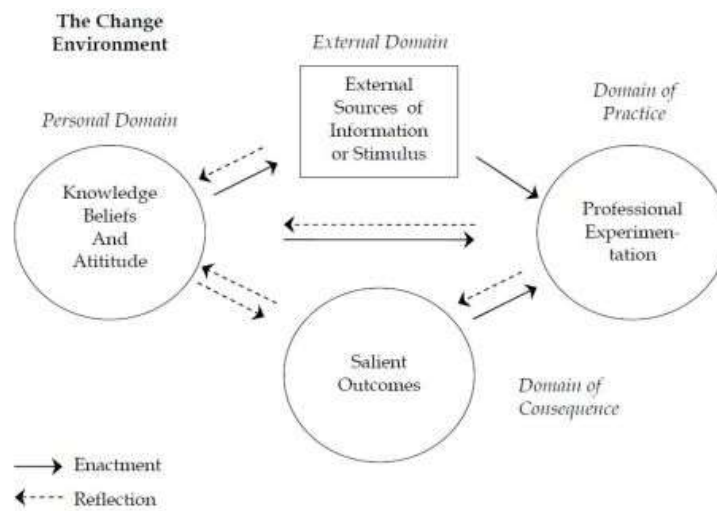 The Change
Environment
External Domain
External
Sources of
Information
or Stimulus
Domain of
Practice
Personal Domain
Knowledge
Beliefs
And
Atititude
Professional
Experimen-
tation
Salient
Outcomes
Domain of
Consequence
Enactment
Reflection